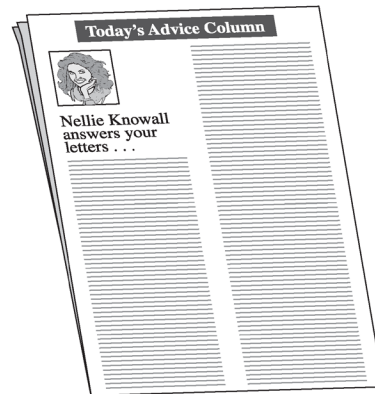 Today's Advice Column
Nellie Knowall
answers your
letters . . .